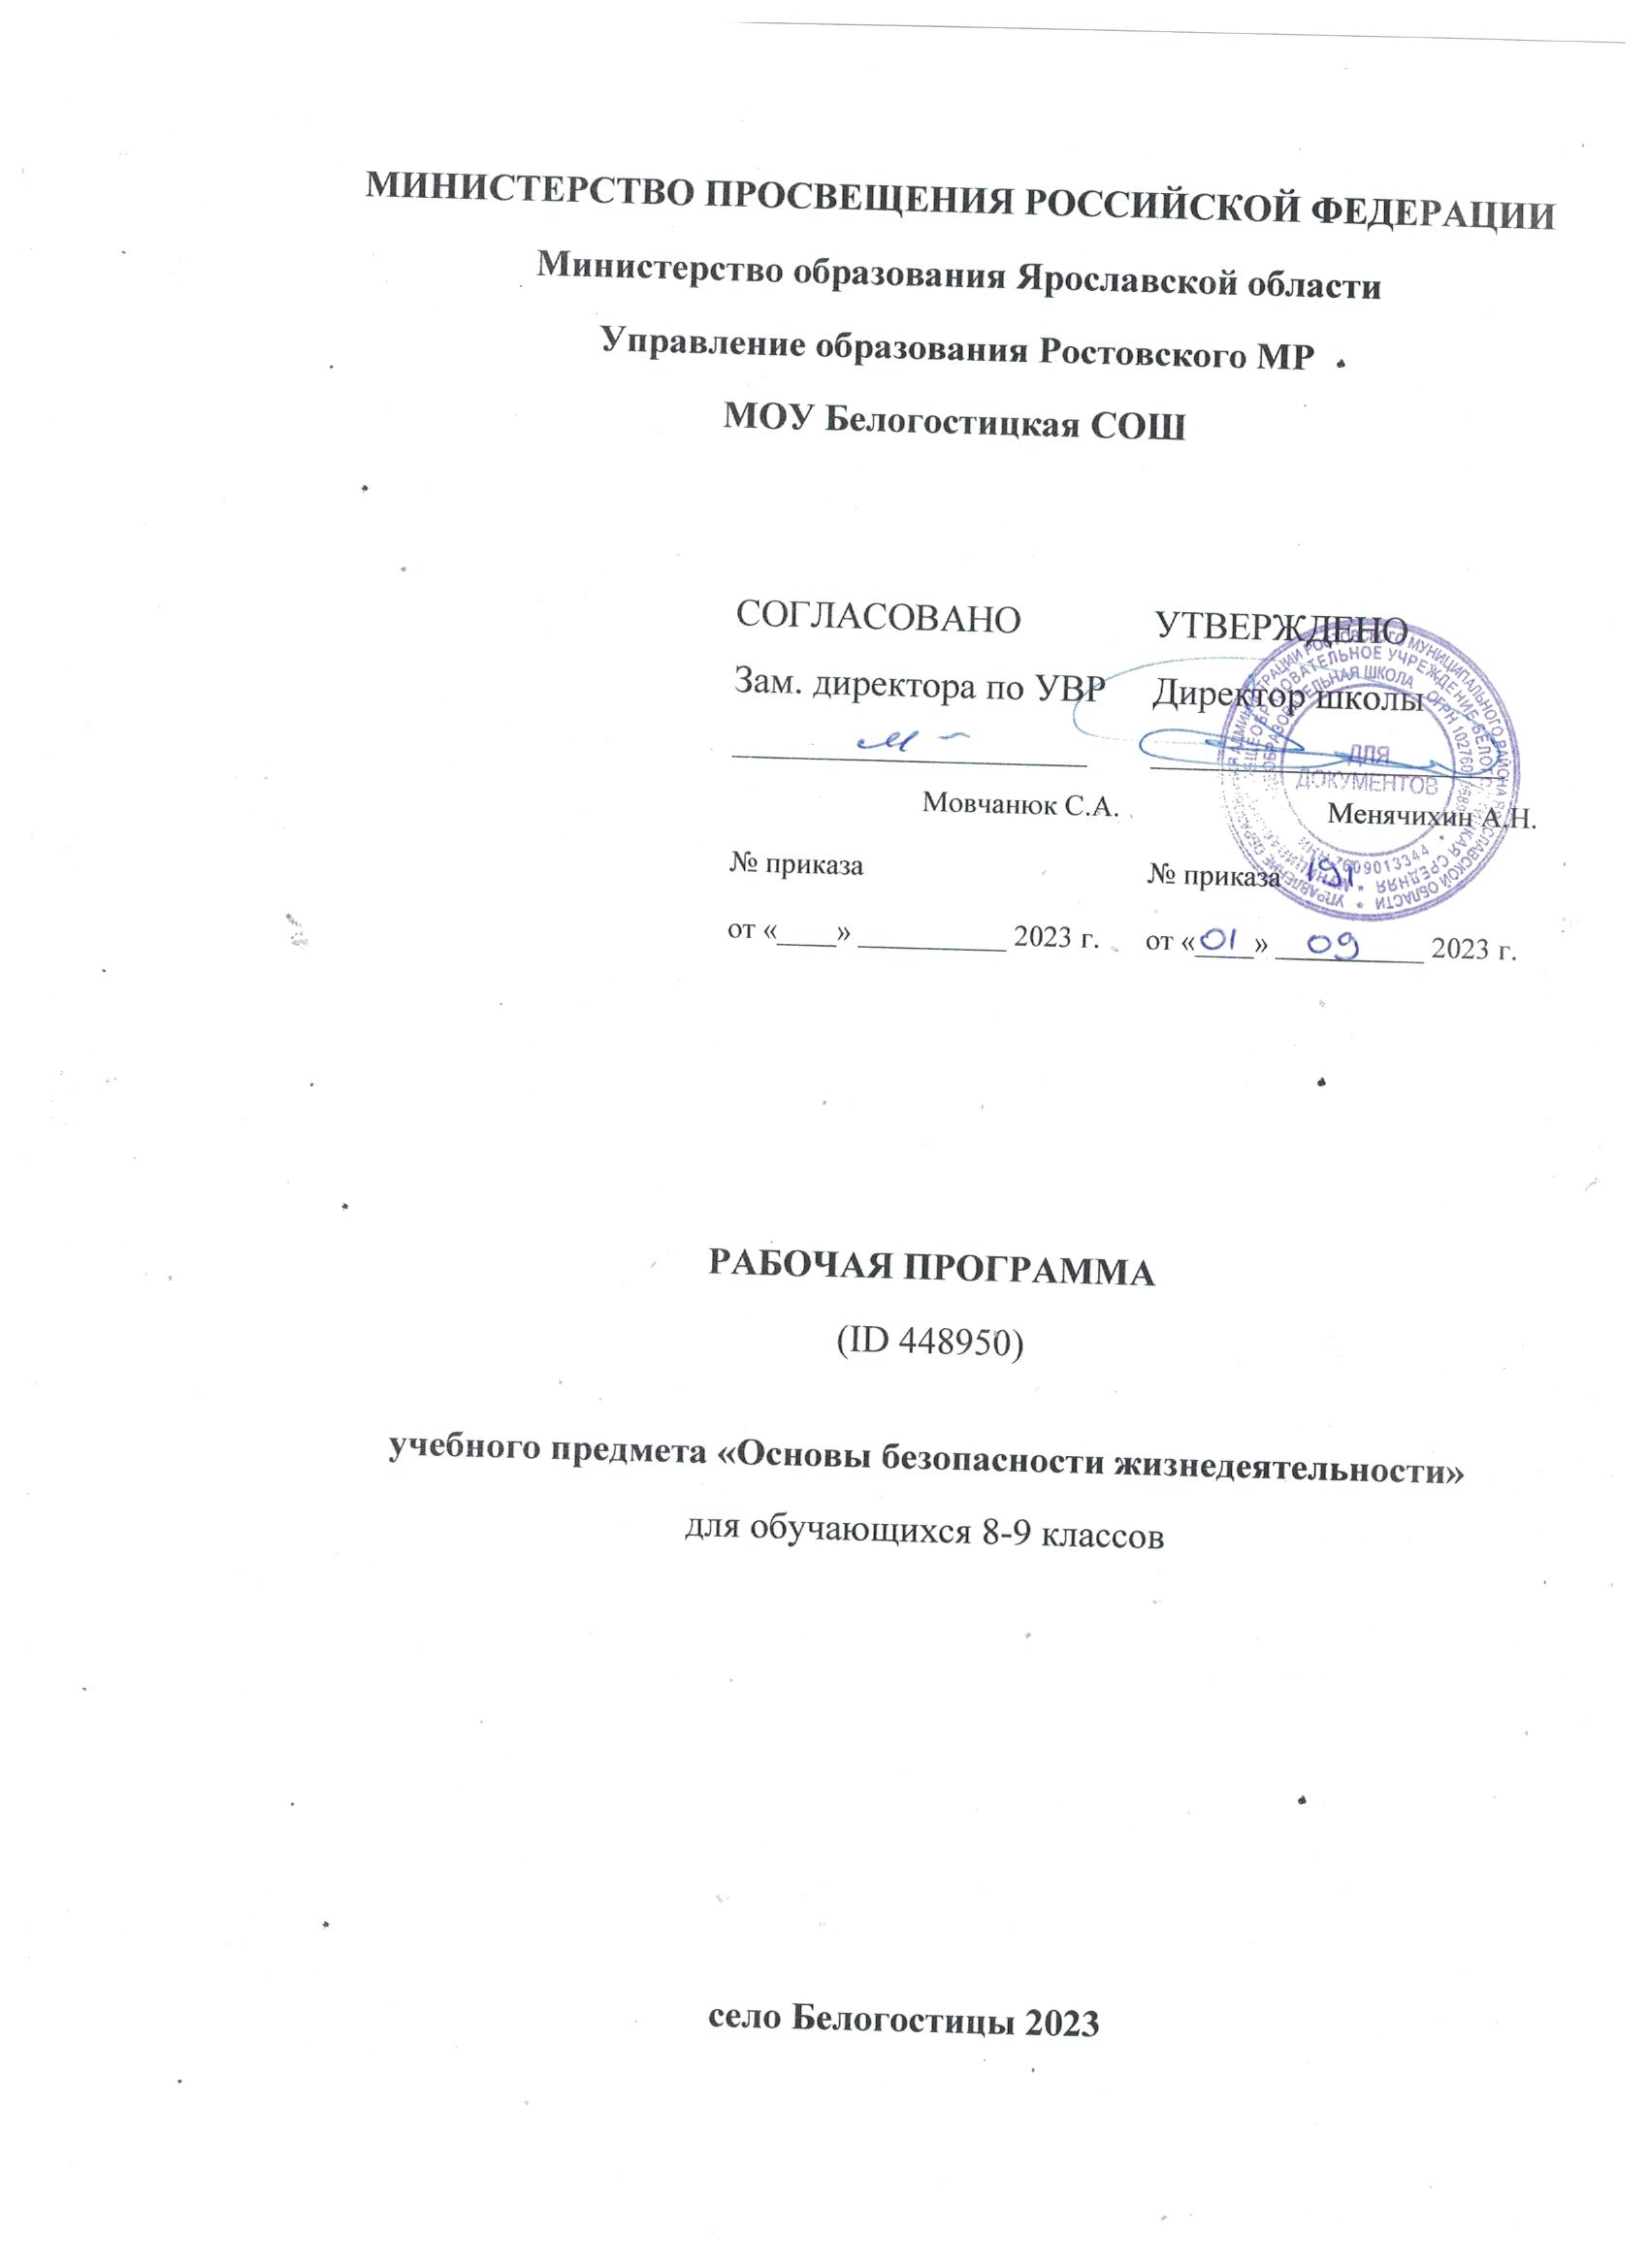 МИНИСТЕРСТВО ПРОСВЕЩЕНИЯ РОССИЙСКОЙ ФЕДЕРАЦИИ
Министерство образования Ярославской области
Управление образования Ростовского МР
МОУ Белогостицкая СОШ
СОГЛАСОВАНО
Зам. директора по УВР
Мовчанюк С.А.
№ приказа
от «____» __________ 2023 г.
УТВЕРЖДЕНО
Директор школы
Менячихин А.Н.
№ приказа 191
от «01» 09 2023 г.
ДЛЯ
ДОКУМЕНТОВ
РАБОЧАЯ ПРОГРАММА
(ID 448950)
учебного предмета «Основы безопасности жизнедеятельности»
для обучающихся 8-9 классов
село Белогостицы 2023